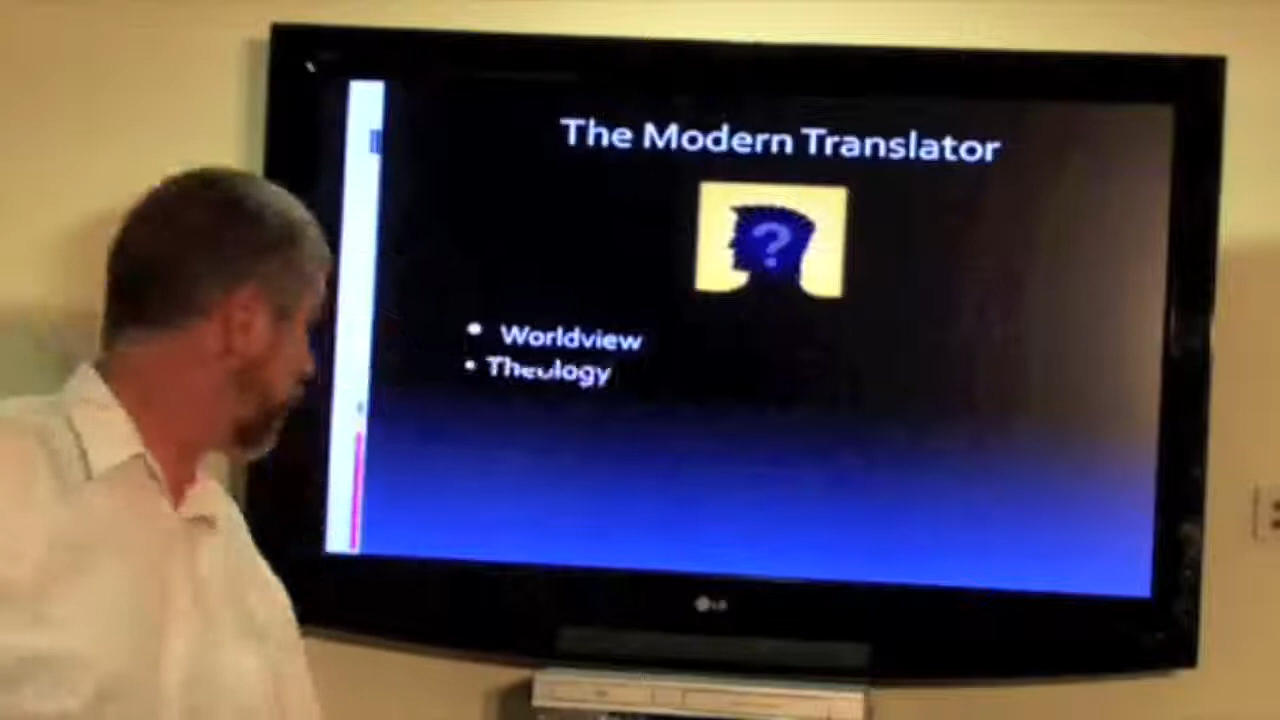 The Modern Translator
?
• Worldview
• Theology
LG